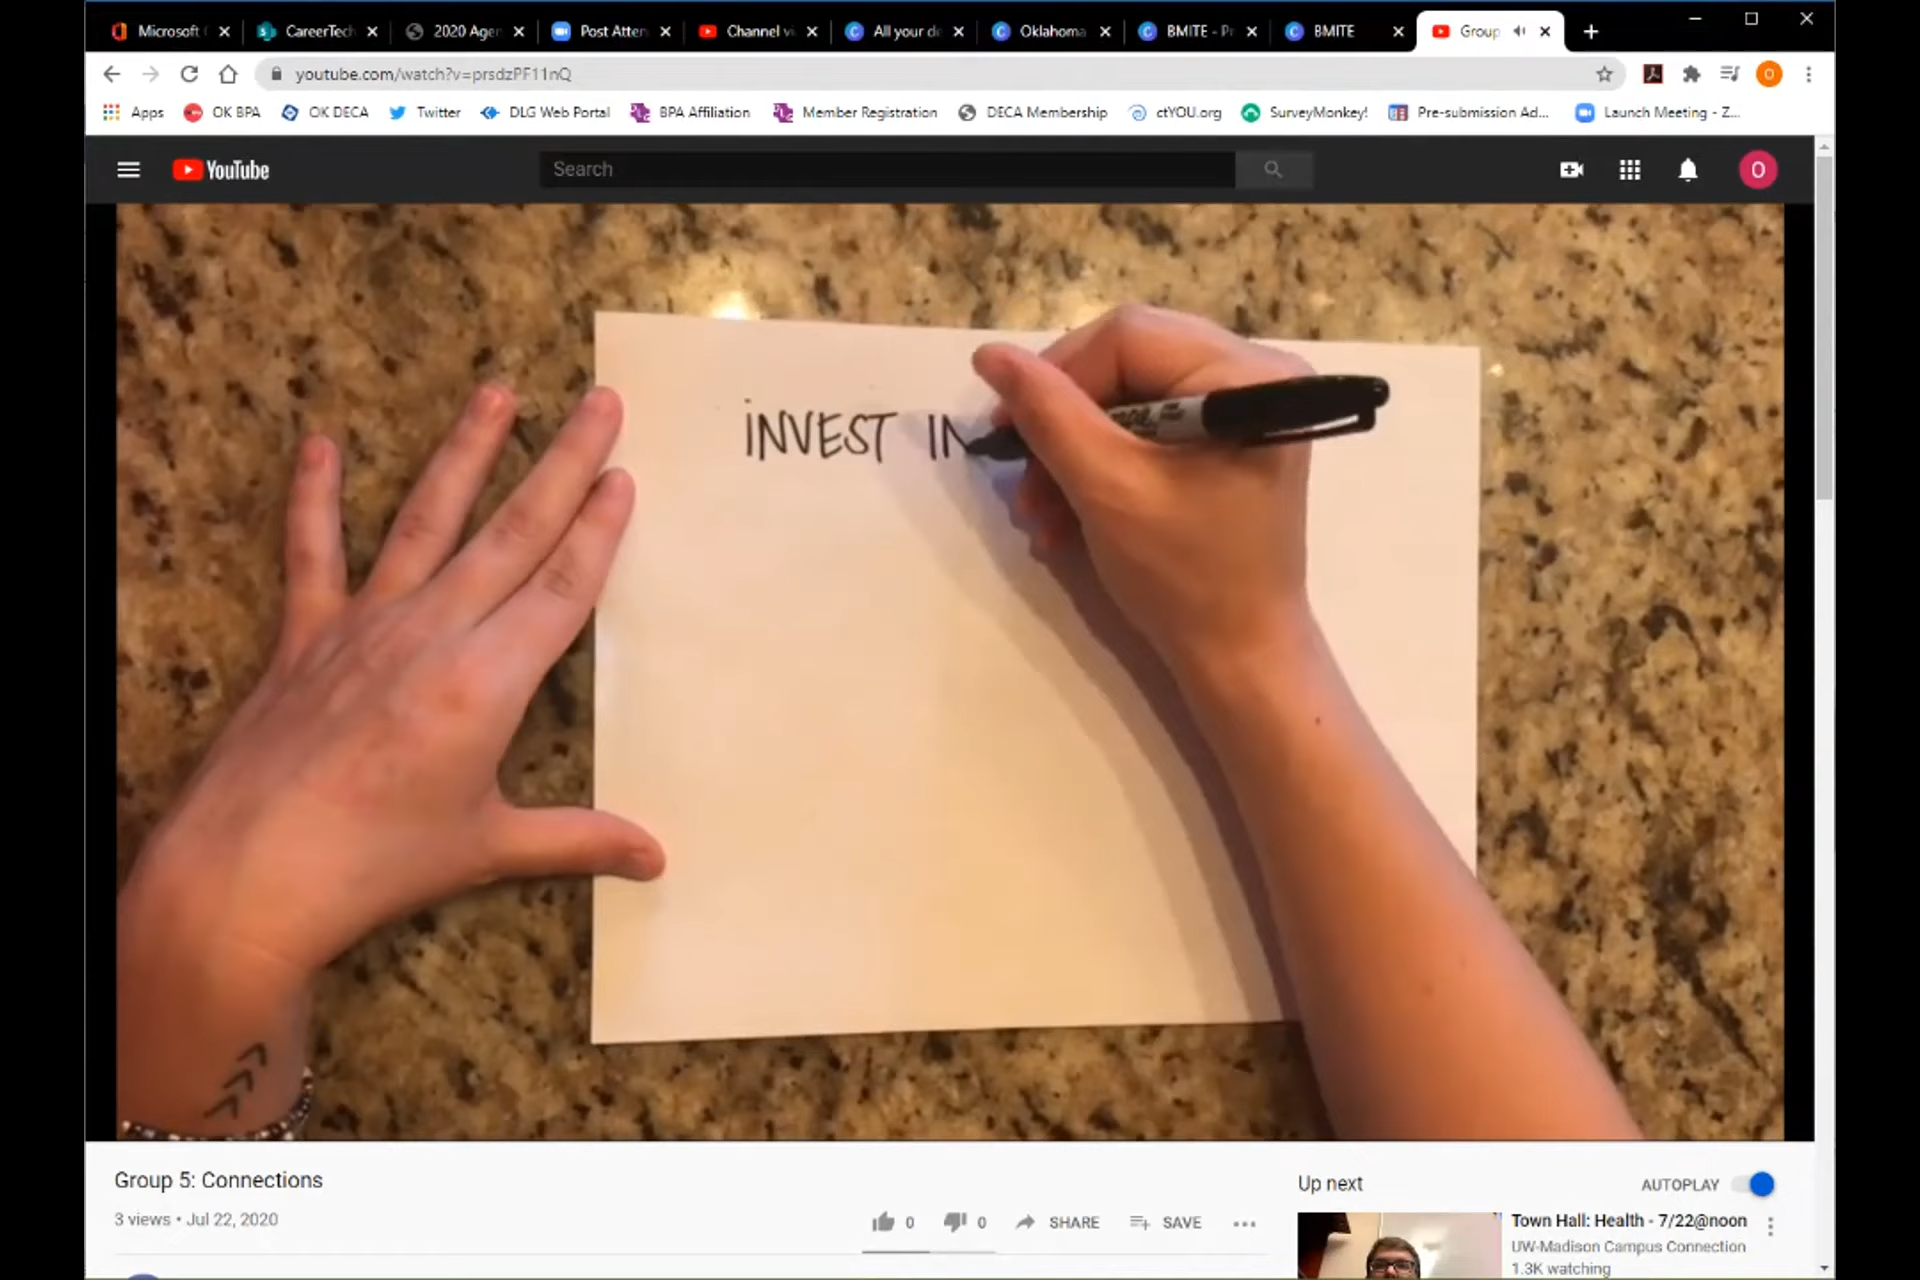 Microsoft
CareerTech
2020 Agen
Post Atten
Channel vi
All your de
Oklahoma
BMITE - Pr
BMITE
Group
youtube.com/watch?v=prsdzPF11nQ
O
Apps
OK BPA
OK DECA
Twitter
DLG Web Portal
BPA Affiliation
Member Registration
DECA Membership
ctYOU.org
SurveyMonkey!
Pre-submission Ad...
Launch Meeting - Z...
YouTube
Search
O
INVEST IN
Group 5: Connections
3 views • Jul 22, 2020
0
0
SHARE
SAVE
Up next
AUTOPLAY
Town Hall: Health - 7/22@noon
UW-Madison Campus Connection
1.3K watching